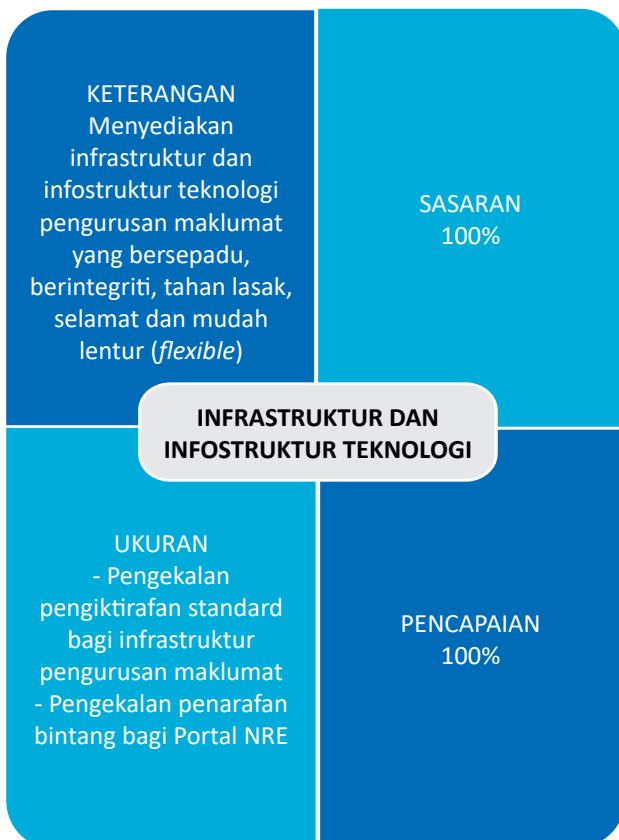 KETERANGAN
Menyediakan
infrastruktur dan
infostruktur teknologi
pengurusan maklumat
yang bersepadu,
berintegriti, tahan lasak,
selamat dan mudah
lentur (flexible)
SASARAN
100%
INFRASTRUKTUR DAN
INFOSTRUKTUR TEKNOLOGI
UKURAN
- Pengekalan
pengiktirafan standard
bagi infrastruktur
pengurusan maklumat
- Pengekalan penarafan
bintang bagi Portal NRE
PENCAPAIAN
100%